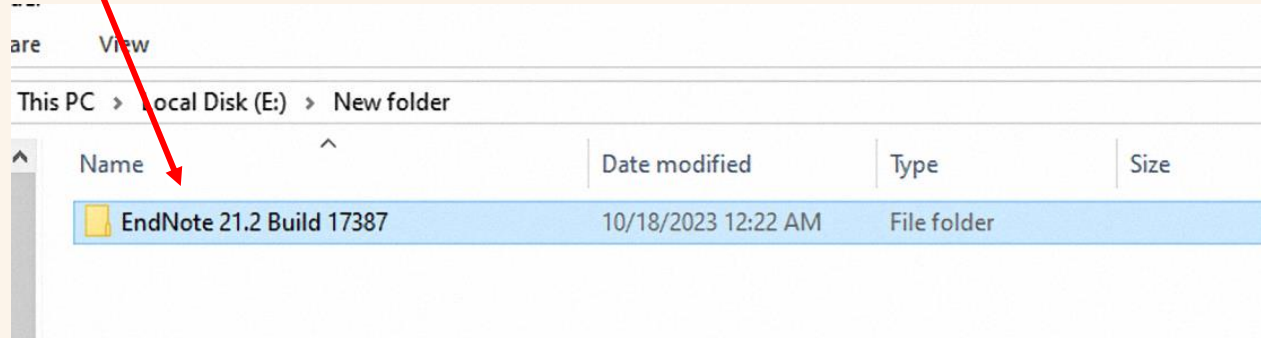 are View
This PC > Local Disk (E:) > New folder
Name Date modified Type Size
EndNote 21.2 Build 17387 10/18/2023 12:22 AM File folder